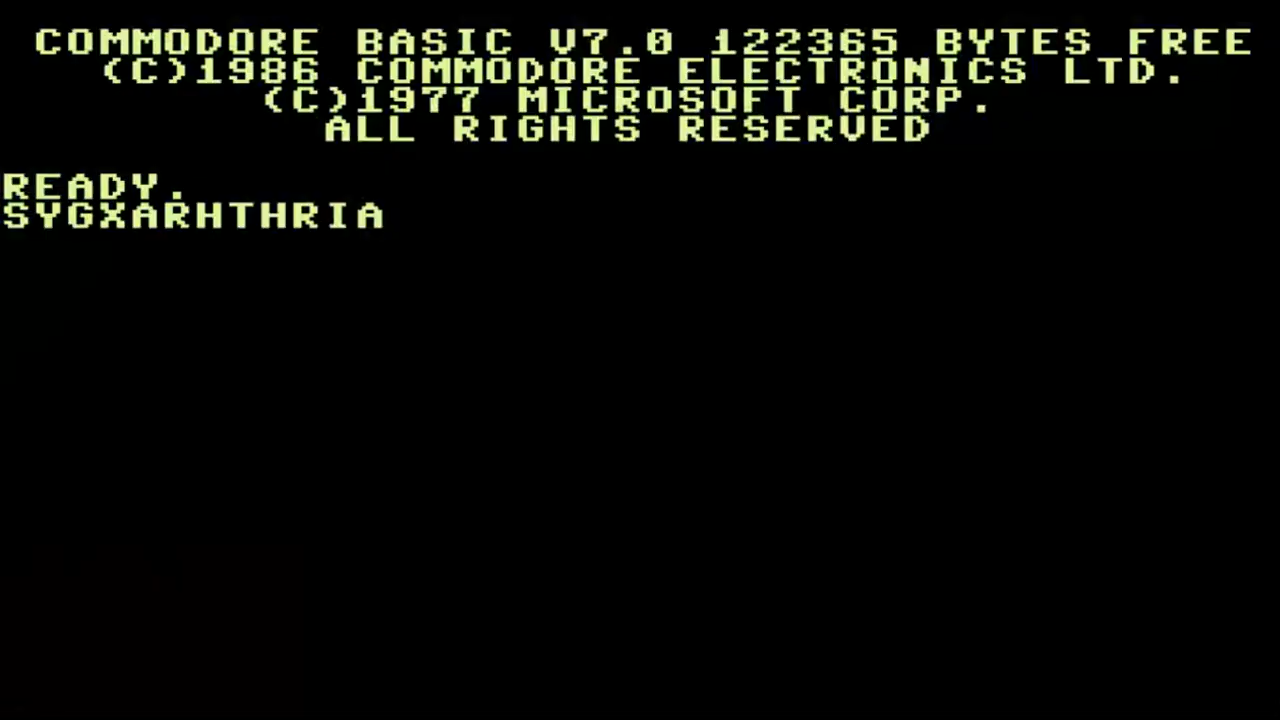 COMMODORE BASIC V7.0 122365 BYTES FREE
(C)1986 COMMODORE ELECTRONICS LTD.
(C)1977 MICROSOFT CORP.
ALL RIGHTS RESERVED
READY.
SYGXARHTHRIA